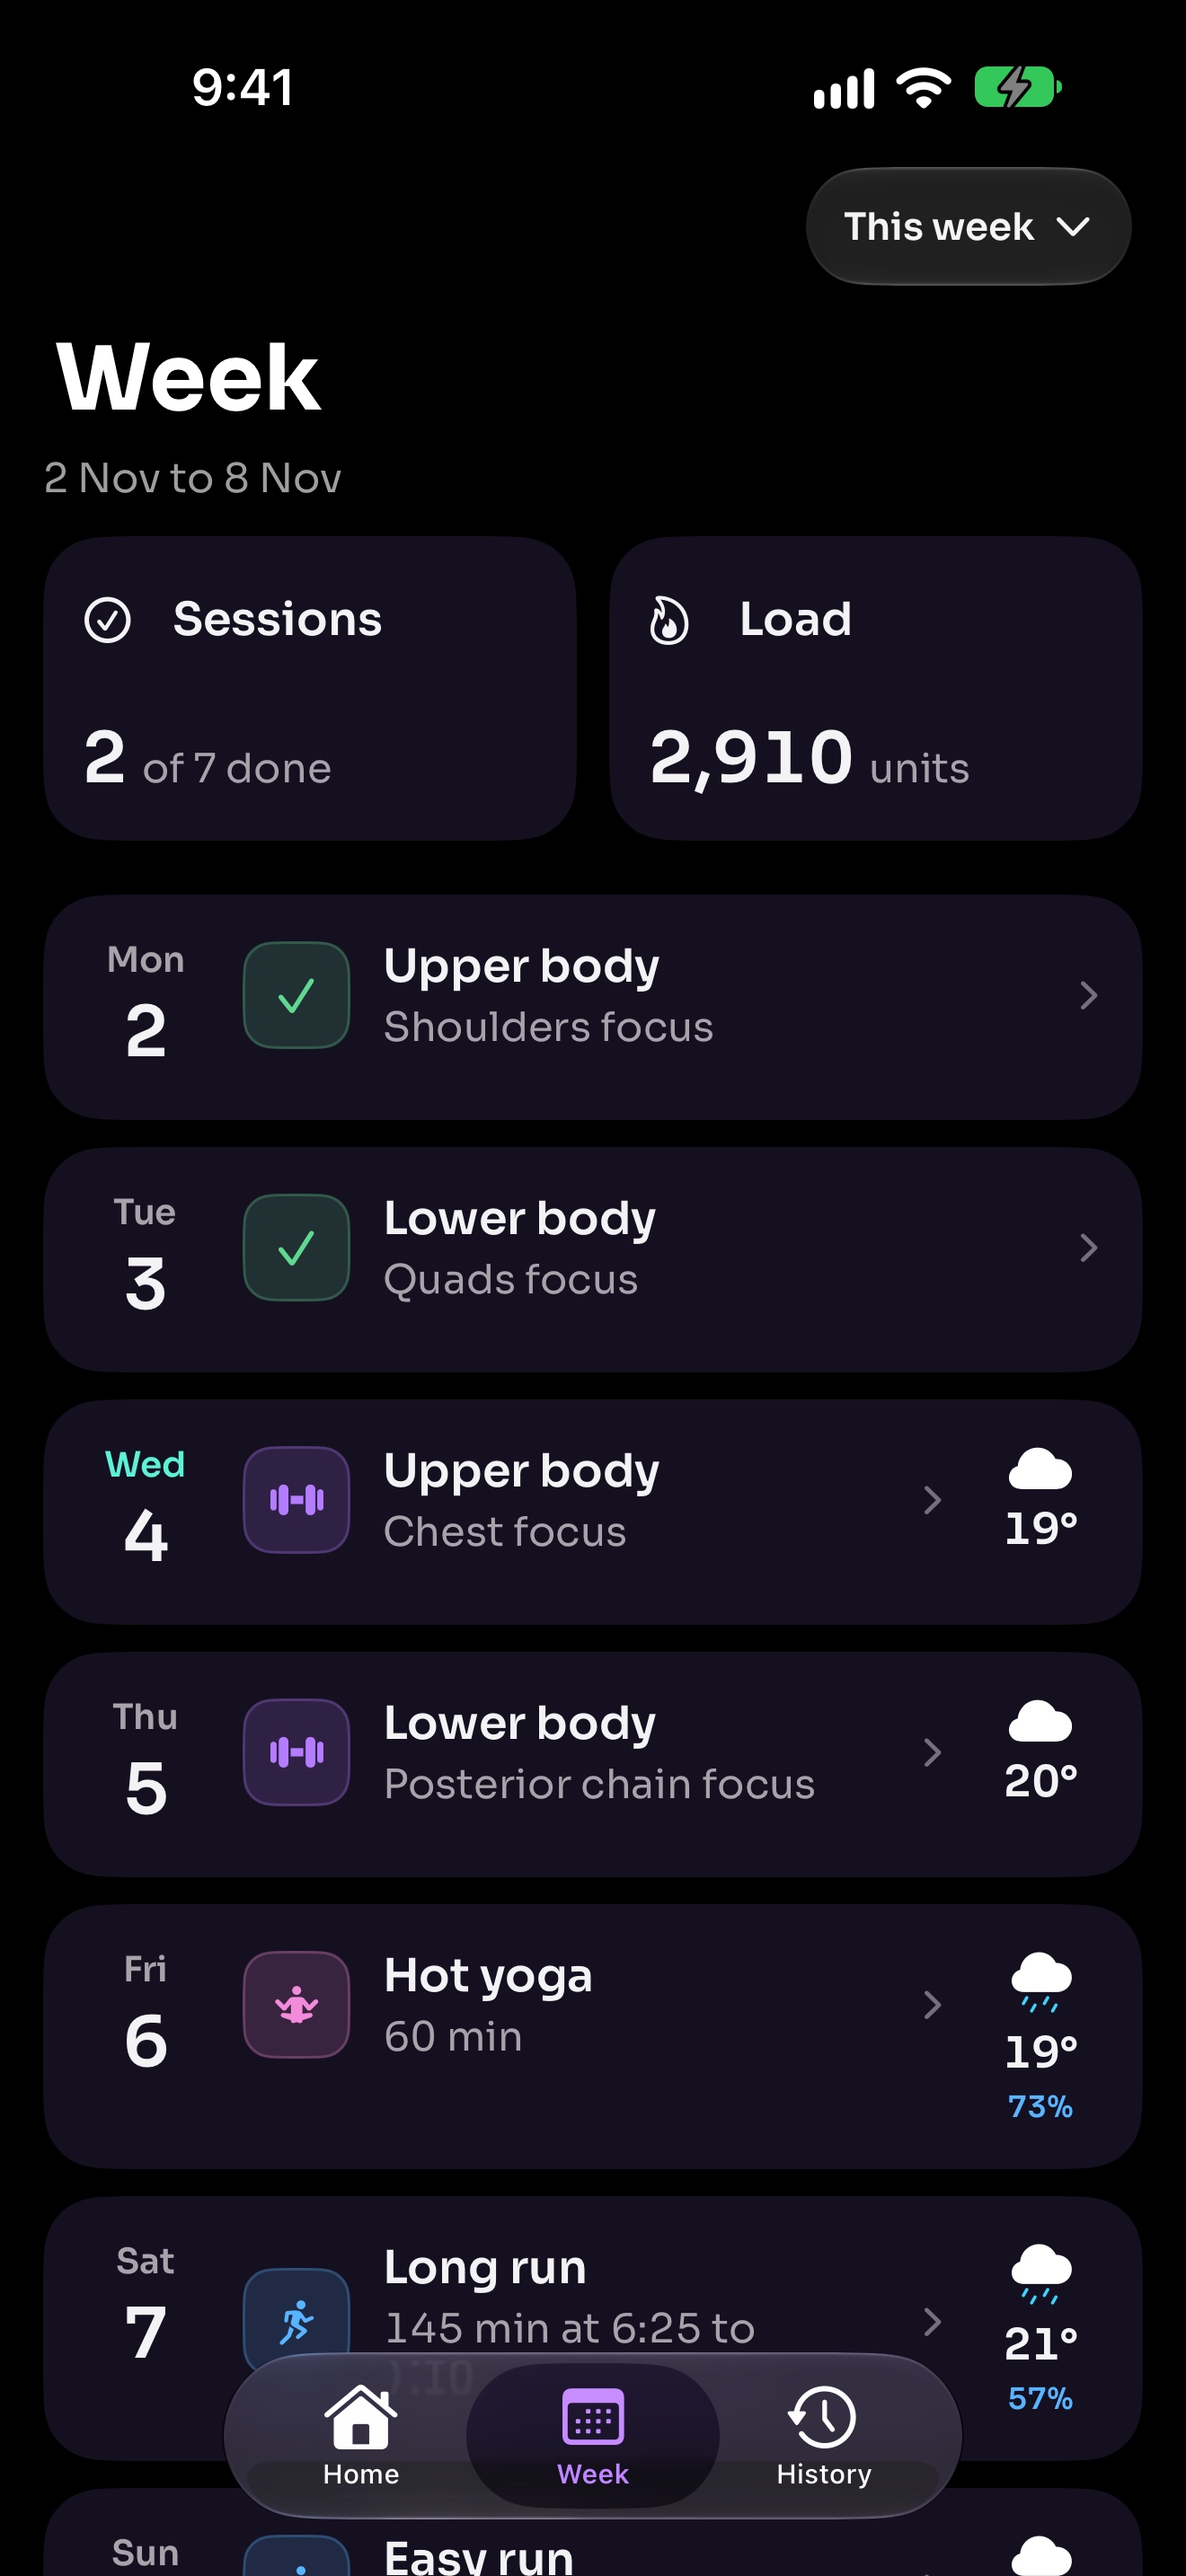 9:41
This week
Week
2 Nov to 8 Nov
Sessions
2 of 7 done
Load
2,910 units
Mon
2
Upper body
Shoulders focus
Tue
3
Lower body
Quads focus
Wed
4
Upper body
Chest focus
19°
Thu
5
Lower body
Posterior chain focus
20°
Fri
6
Hot yoga
60 min
19°
73%
Sat
7
Long run
145 min at 6:25 to
21°
57%
Home
Week
History
Sun
Easy run